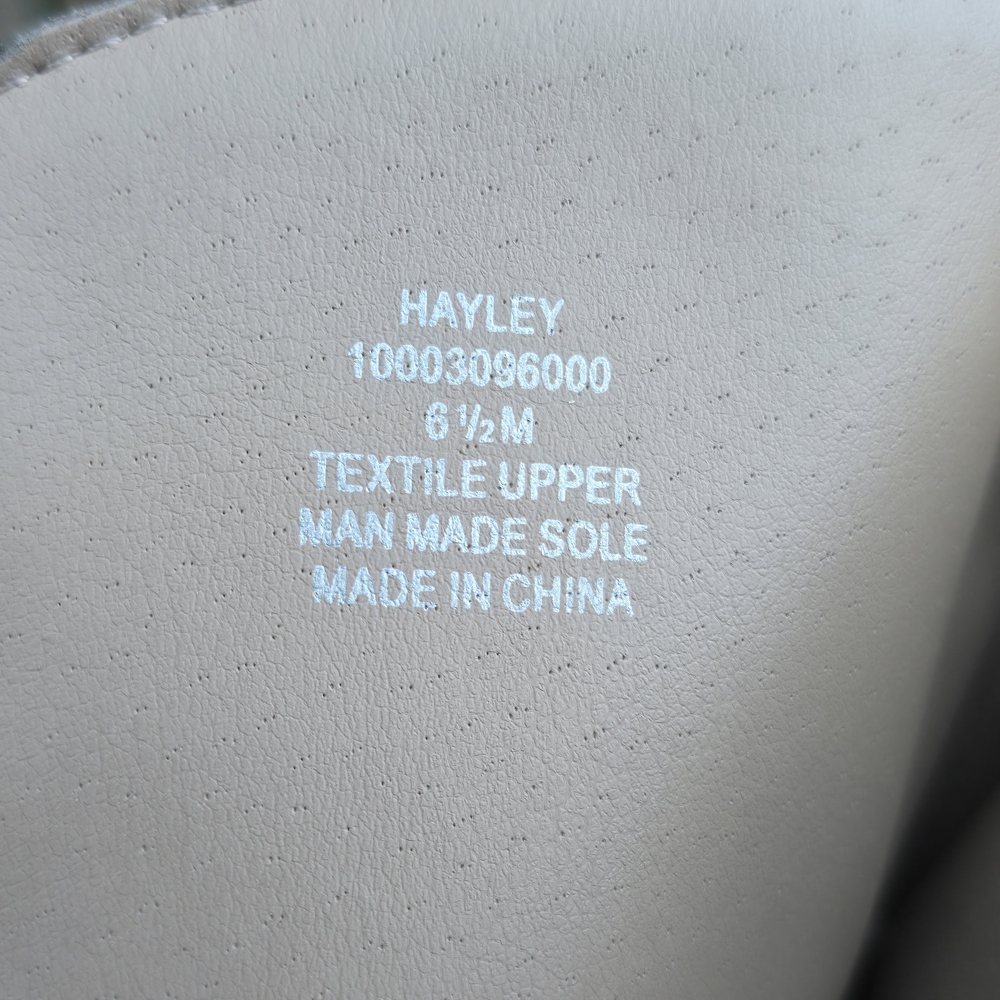 HAYLEY
10003096000
6 ½ M
TEXTILE UPPER
MAN MADE SOLE
MADE IN CHINA